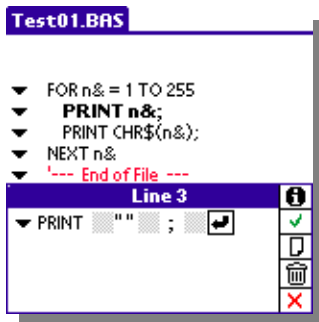 Test01.BAS
FOR n& = 1 TO 255
PRINT n&;
PRINT CHR$(n&);
NEXT n&
'--- End of File ---
Line 3
PRINT "" ;